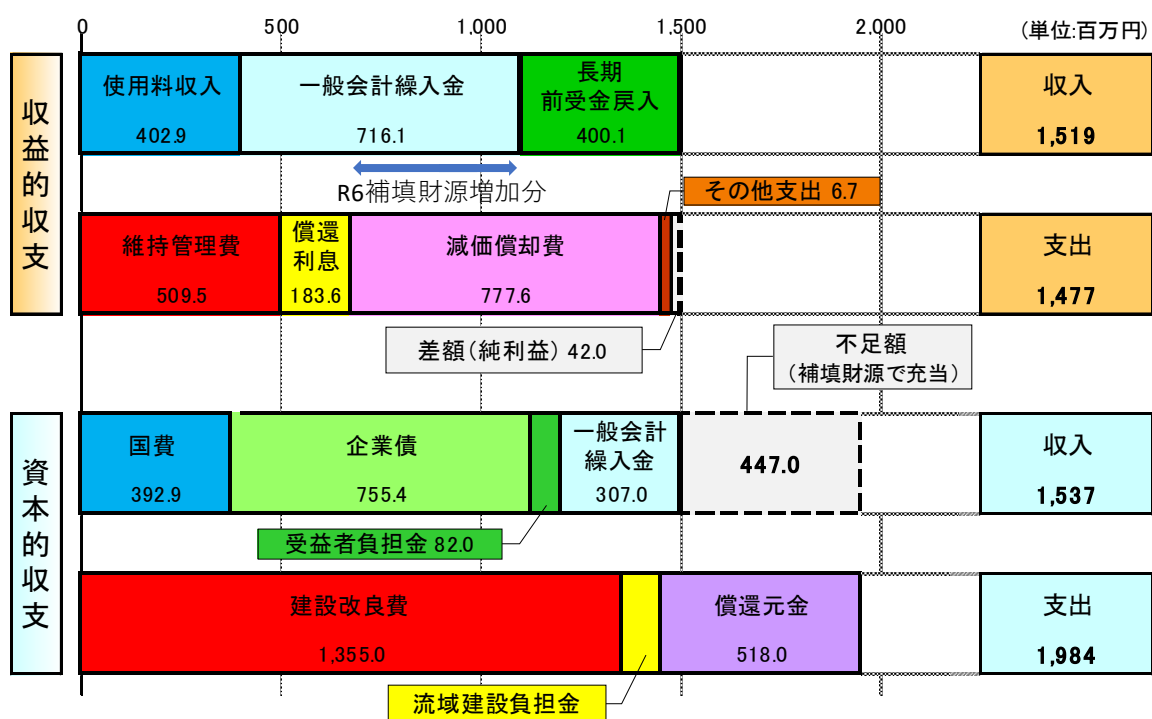 0 500 1,000 1,500 2,000 (単位:百万円)
収益的収支
使用料収入
402.9
一般会計繰入金
716.1
長期
前受金戻入
400.1
収入
1,519
R6補填財源増加分
その他支出 6.7
維持管理費
509.5
償還
利息
183.6
減価償却費
777.6
支出
1,477
差額(純利益) 42.0
不足額
(補填財源で充当)
資本的収支
国費
392.9
企業債
755.4
一般会計
繰入金
307.0
447.0
収入
1,537
受益者負担金 82.0
建設改良費
1,355.0
償還元金
518.0
支出
1,984
流域建設負担金